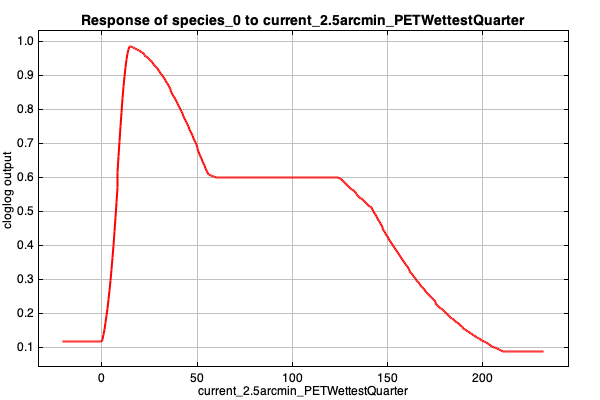 Response of species_0 to current_2.5arcmin_PETWettestQuarter
1.0
0.9
0.8
0.7
0.6
0.5
0.4
0.3
0.2
0.1
cloglog output
0 50 100 150 200
current_2.5arcmin_PETWettestQuarter